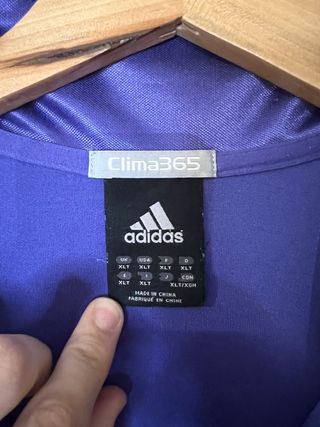 Clima365
adidas
UK USA F D
XLT XLT XLT XLT
E I J CDN
XLT XLT XLT XLT/XGH
MADE IN CHINA
FABRIQUÉ EN CHINE